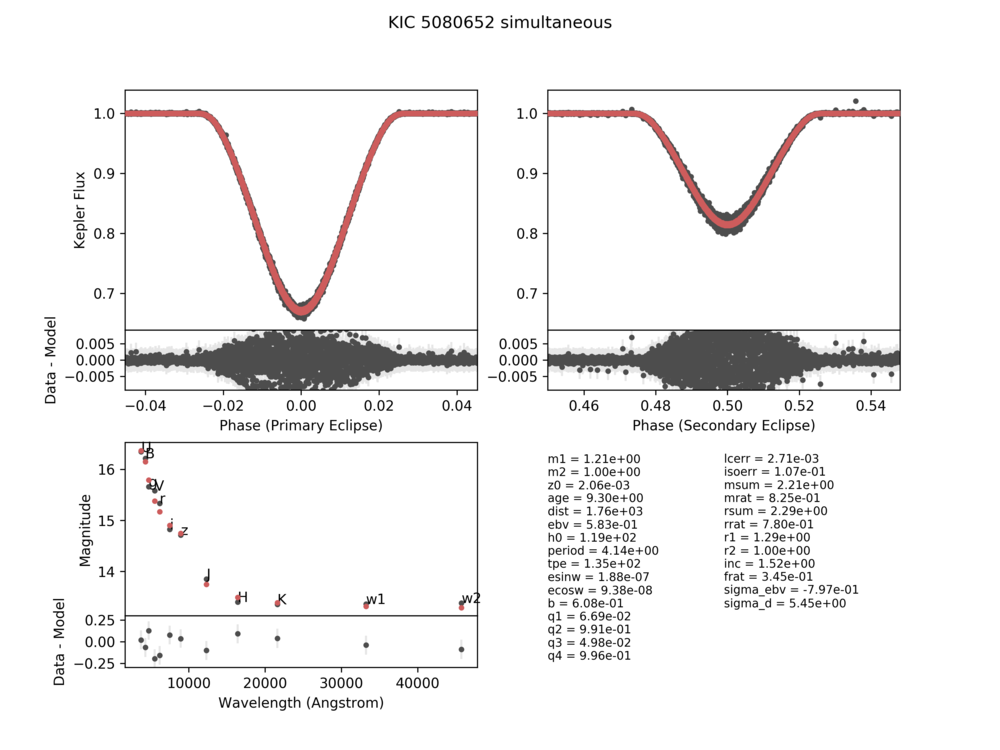 KIC 5080652 simultaneous
1.0
0.9
0.8
0.7
Kepler Flux
0.005
0.000
−0.005
Data - Model
−0.04
−0.02
0.00
0.02
0.04
Phase (Primary Eclipse)
1.0
0.9
0.8
0.7
0.005
0.000
−0.005
0.46
0.48
0.50
0.52
0.54
Phase (Secondary Eclipse)
16
15
14
Magnitude
B
g
V
r
i
z
J
H
K
w1
w2
0.25
0.00
−0.25
Data - Model
10000
20000
30000
40000
Wavelength (Angstrom)
m1 = 1.21e+00
m2 = 1.00e+00
z0 = 2.06e-03
age = 9.30e+00
dist = 1.76e+03
ebv = 5.83e-01
h0 = 1.19e+02
period = 4.14e+00
tpe = 1.35e+02
esinw = 1.88e-07
ecosw = 9.38e-08
b = 6.08e-01
q1 = 6.69e-02
q2 = 9.91e-01
q3 = 4.98e-02
q4 = 9.96e-01
lcerr = 2.71e-03
isoerr = 1.07e-01
msum = 2.21e+00
mrat = 8.25e-01
rsum = 2.29e+00
rrat = 7.80e-01
r1 = 1.29e+00
r2 = 1.00e+00
inc = 1.52e+00
frat = 3.45e-01
sigma_ebv = -7.97e-01
sigma_d = 5.45e+00